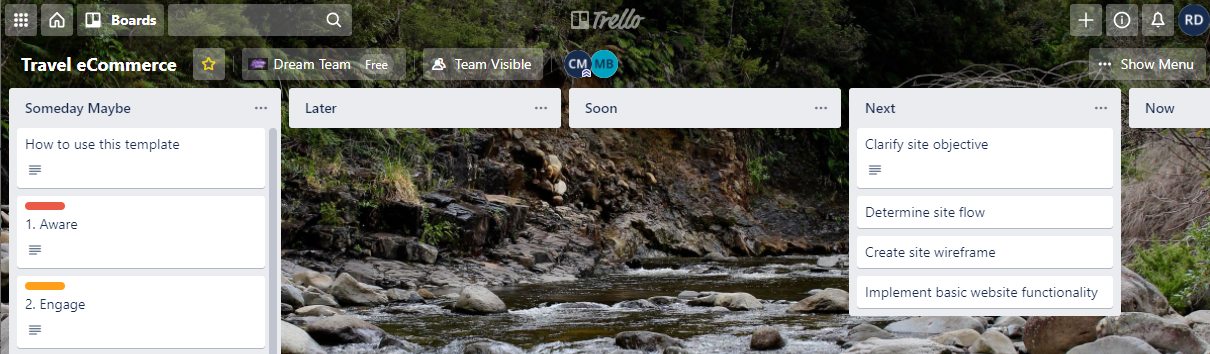 Boards
Trello
RD
Travel eCommerce
Dream Team Free
Team Visible
CM
MB
Show Menu
Someday Maybe
How to use this template
1. Aware
2. Engage
Later
Soon
Next
Clarify site objective
Determine site flow
Create site wireframe
Implement basic website functionality
Now